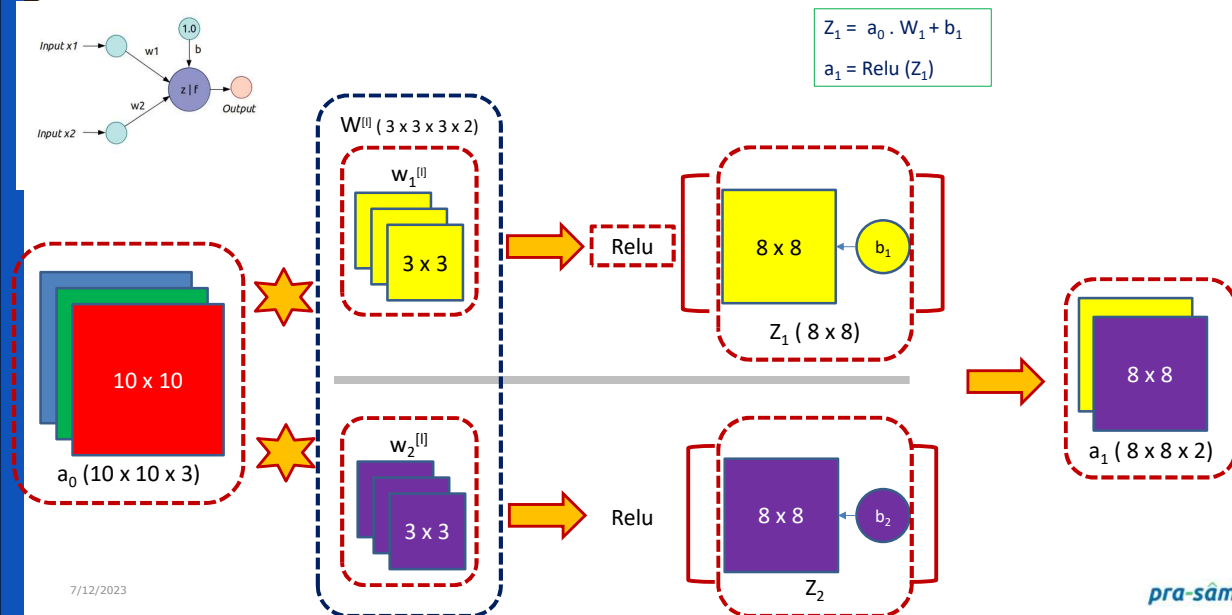 1.0
Input x1
w1
b
z | f
w2
Output
Input x2
Z₁ = a₀ . W₁ + b₁
a₁ = Relu (Z₁)
W[l] ( 3 x 3 x 3 x 2)
w₁[l]
3 x 3
Relu
8 x 8
b₁
Z₁ ( 8 x 8)
10 x 10
a₀ (10 x 10 x 3)
8 x 8
a₁ ( 8 x 8 x 2)
w₂[l]
3 x 3
Relu
8 x 8
b₂
Z₂
7/12/2023
pra-sâm